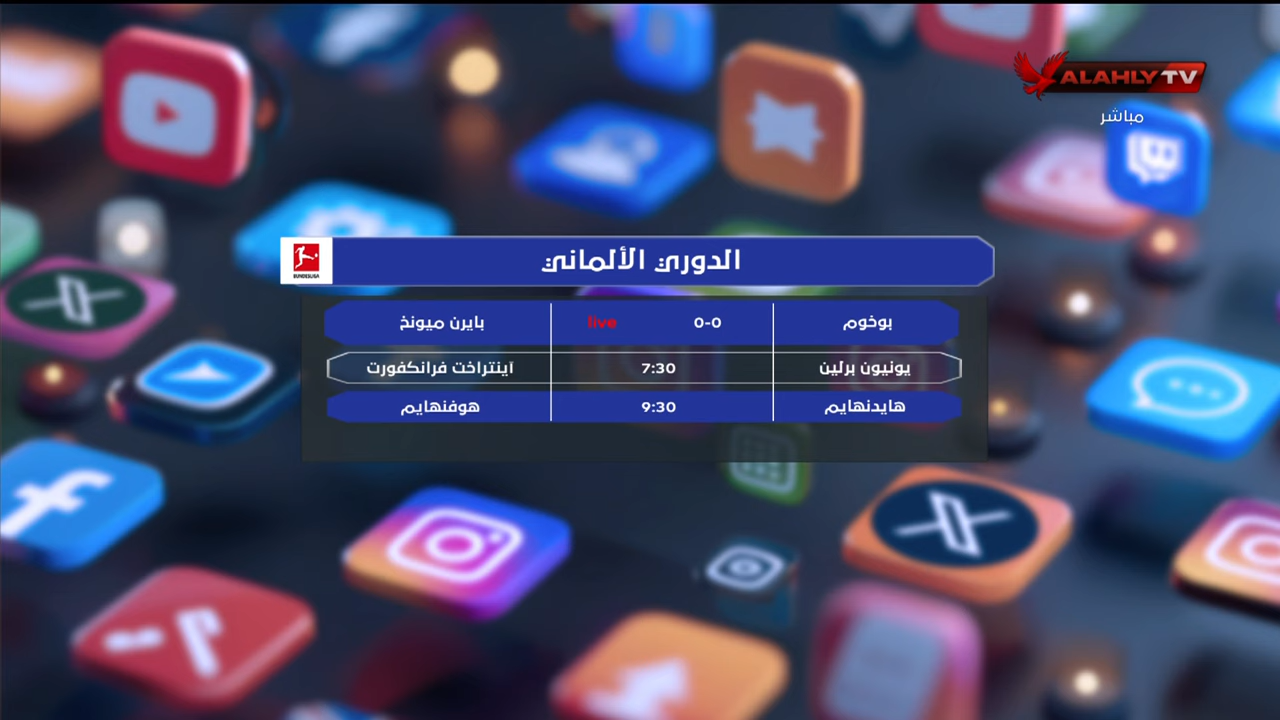 ALAHLY TV
مباشر
الدوري الألماني
BUNDESLIGA
بوخوم 0-0 live بايرن ميونخ
يونيون برلين 7:30 آينتراخت فرانكفورت
هايدنهايم 9:30 هوفنهايم